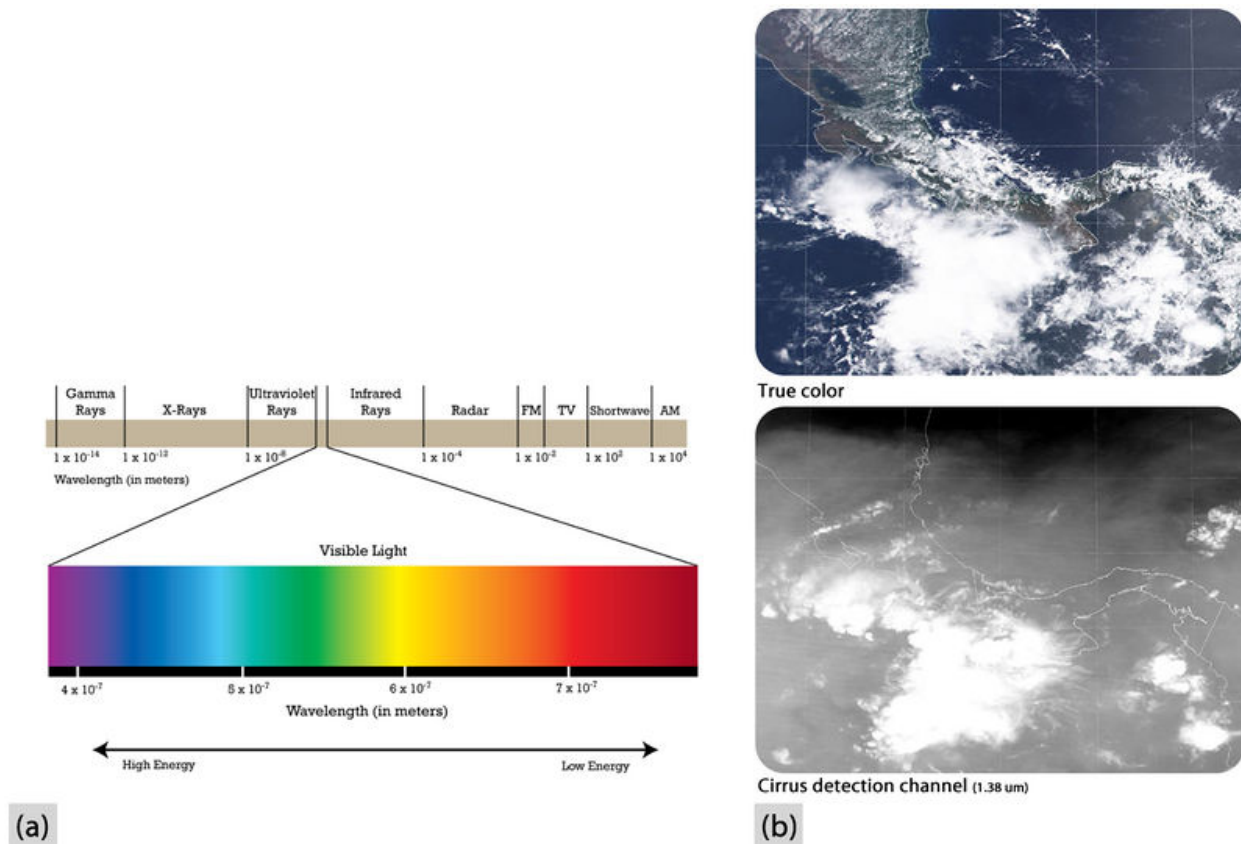 Gamma
Rays
X-Rays
Ultraviolet
Rays
Infrared
Rays
Radar
FM
TV
Shortwave
AM
1 x 10⁻¹⁴
1 x 10⁻¹²
1 x 10⁻⁸
1 x 10⁻⁴
1 x 10⁻²
1 x 10²
1 x 10⁴
Wavelength (in meters)
Visible Light
4 x 10⁻⁷
5 x 10⁻⁷
6 x 10⁻⁷
7 x 10⁻⁷
Wavelength (in meters)
High Energy
Low Energy
(a)
True color
Cirrus detection channel (1.38 um)
(b)